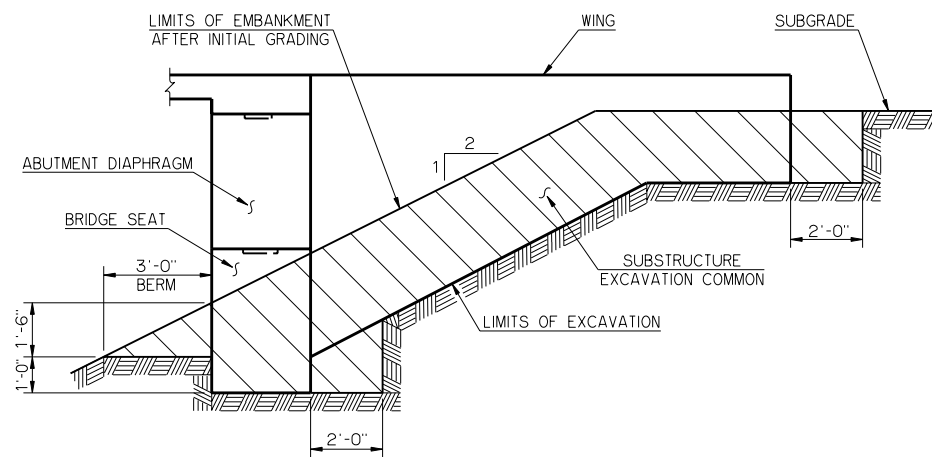 LIMITS OF EMBANKMENT
AFTER INITIAL GRADING
WING
SUBGRADE
2
1
ABUTMENT DIAPHRAGM
BRIDGE SEAT
3'-0"
BERM
2'-0"
SUBSTRUCTURE
EXCAVATION COMMON
1'-6"
LIMITS OF EXCAVATION
1'-0"
2'-0"